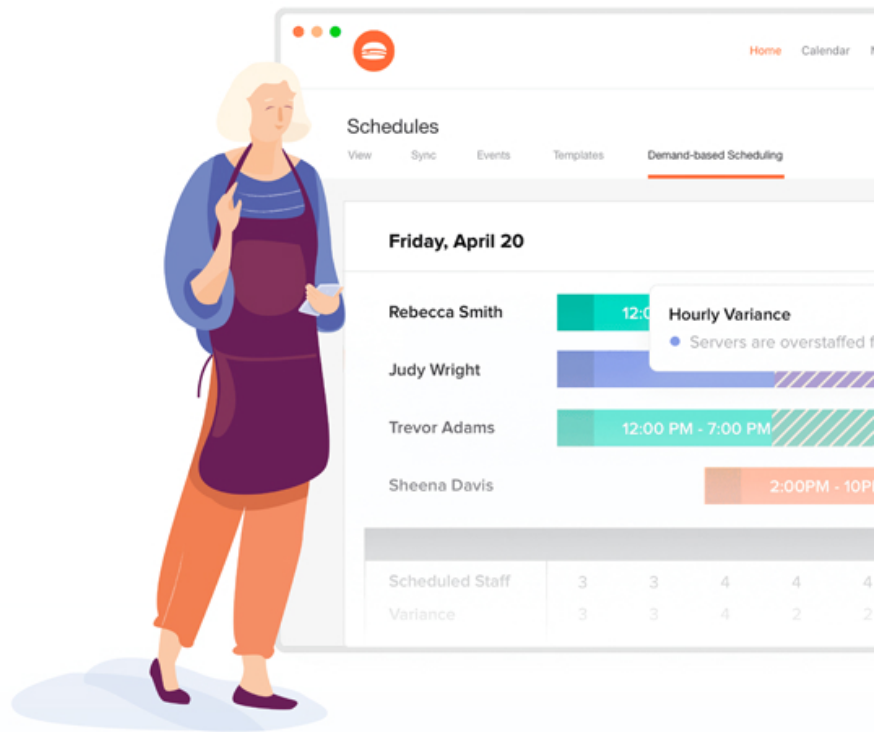 Home Calendar
Schedules
View Sync Events Templates Demand-based Scheduling
Friday, April 20
Rebecca Smith
Hourly Variance
Servers are overstaffed
Judy Wright
Trevor Adams 12:00 PM - 7:00 PM
Sheena Davis 2:00PM - 10P
Scheduled Staff 3 3 4 4 4
Variance 3 3 4 2 2